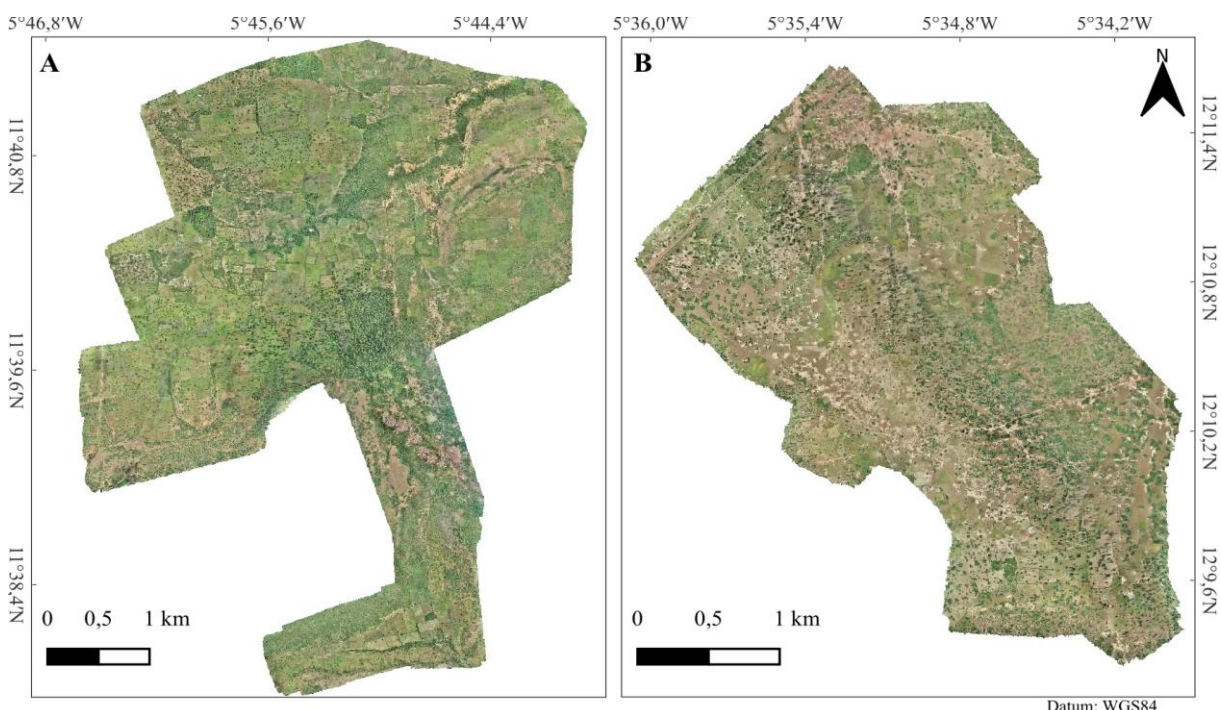 5°46,8′W 5°45,6′W 5°44,4′W 5°36,0′W 5°35,4′W 5°34,8′W 5°34,2′W
A B N
11°40,8′N 12°11,4′N
12°10,8′N
11°39,6′N 12°10,2′N
11°38,4′N 12°9,6′N
0 0,5 1 km 0 0,5 1 km
Datum: WGS84